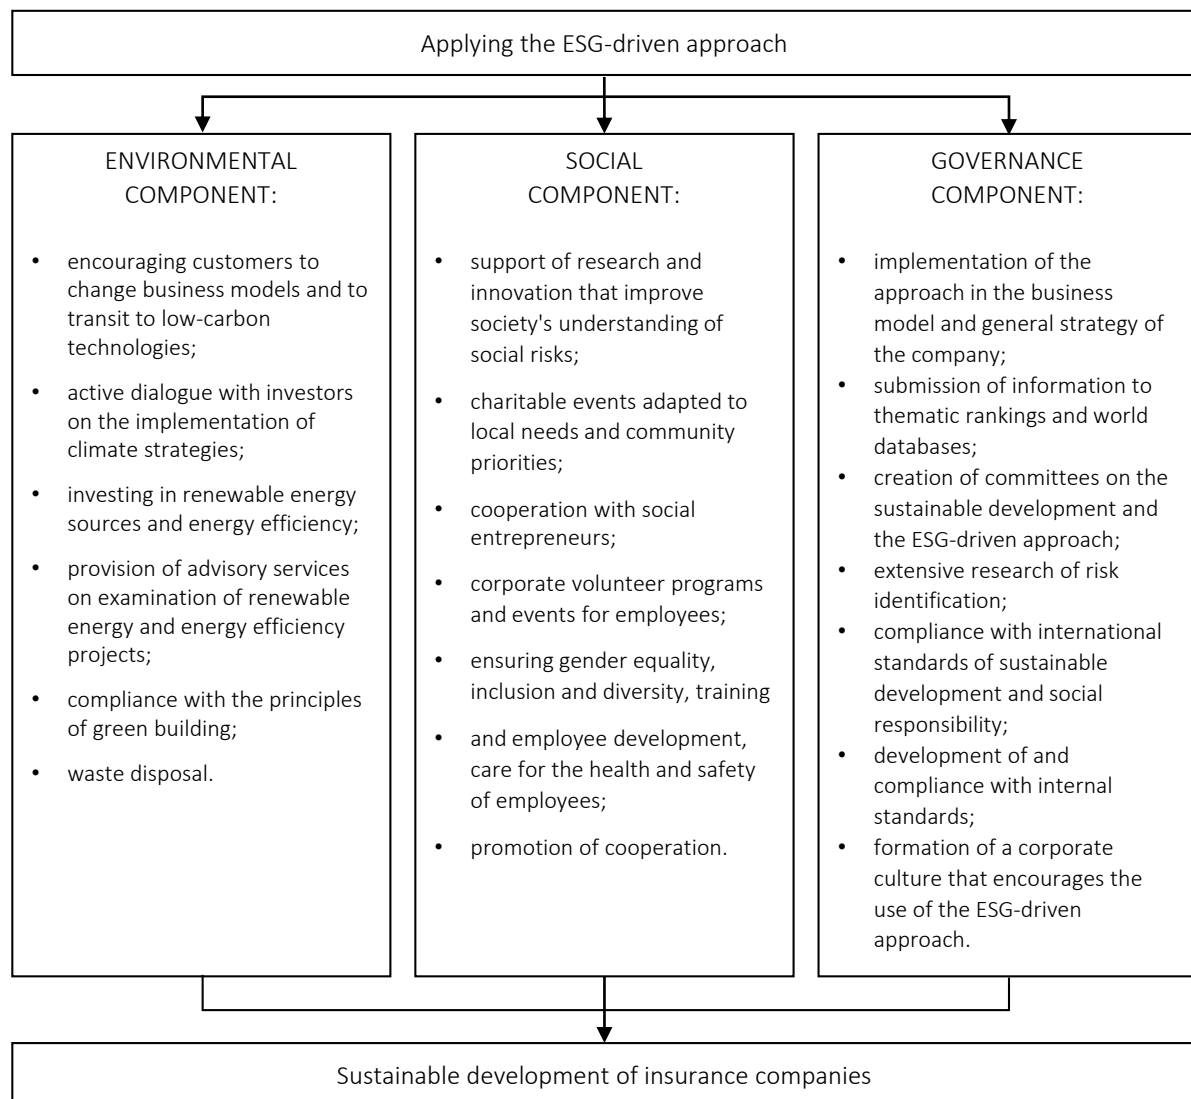 Applying the ESG-driven approach
ENVIRONMENTAL
COMPONENT:
• encouraging customers to
change business models and to
transit to low-carbon
technologies;
• active dialogue with investors
on the implementation of
climate strategies;
• investing in renewable energy
sources and energy efficiency;
• provision of advisory services
on examination of renewable
energy and energy efficiency
projects;
• compliance with the principles
of green building;
• waste disposal.
SOCIAL
COMPONENT:
• support of research and
innovation that improve
society's understanding of
social risks;
• charitable events adapted to
local needs and community
priorities;
• cooperation with social
entrepreneurs;
• corporate volunteer programs
and events for employees;
• ensuring gender equality,
inclusion and diversity, training
• and employee development,
care for the health and safety
of employees;
• promotion of cooperation.
GOVERNANCE
COMPONENT:
• implementation of the
approach in the business
model and general strategy of
the company;
• submission of information to
thematic rankings and world
databases;
• creation of committees on the
sustainable development and
the ESG-driven approach;
• extensive research of risk
identification;
• compliance with international
standards of sustainable
development and social
responsibility;
• development of and
compliance with internal
standards;
• formation of a corporate
culture that encourages the
use of the ESG-driven
approach.
Sustainable development of insurance companies